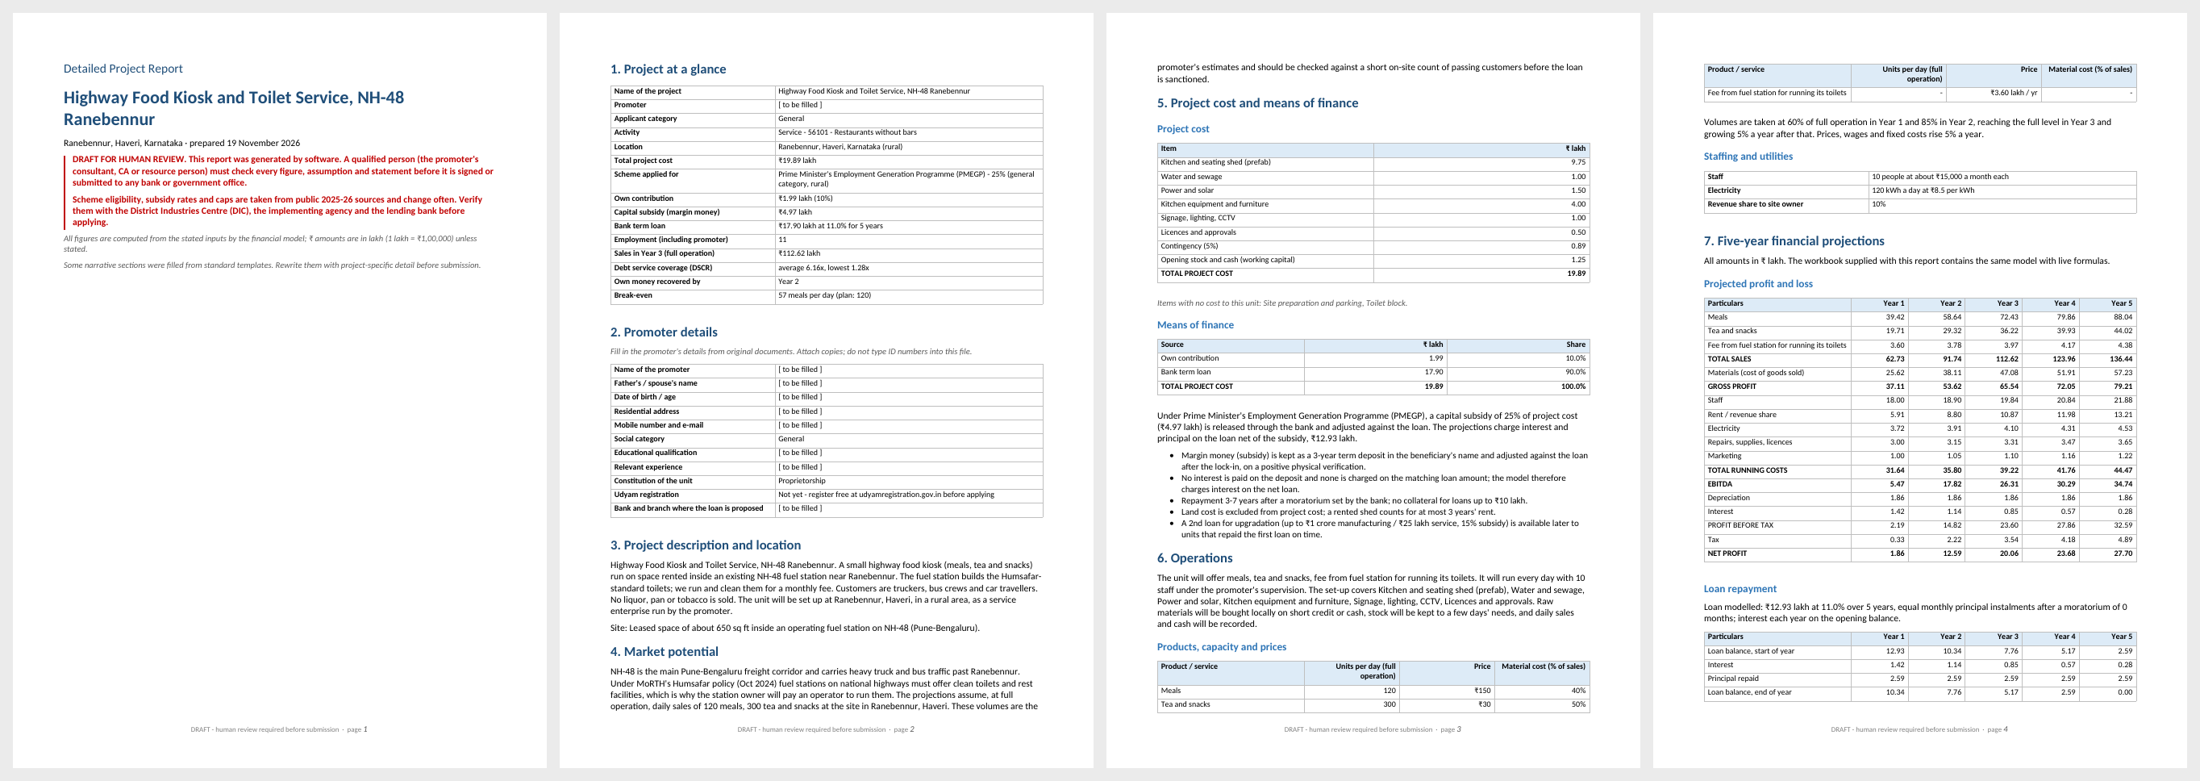 Detailed Project Report
Highway Food Kiosk and Toilet Service, NH-48
Ranebennur
Ranebennur, Haveri, Karnataka · prepared 19 November 2026
DRAFT FOR HUMAN REVIEW. This report was generated by software. A qualified person (the promoter's
consultant, CA or resource person) must check every figure, assumption and statement before it is signed or
submitted to any bank or government office.
Scheme eligibility, subsidy rates and caps are taken from public 2025-26 sources and change often. Verify
them with the District Industries Centre (DIC), the implementing agency and the lending bank before
applying.
All figures are computed from the stated inputs by the financial model; ₹ amounts are in lakh (1 lakh = ₹1,00,000) unless
stated.
Some narrative sections were filled from standard templates. Rewrite them with project-specific detail before submission.
DRAFT - human review required before submission · page 1
1. Project at a glance
Name of the project Highway Food Kiosk and Toilet Service, NH-48 Ranebennur
Promoter [ to be filled ]
Applicant category General
Activity Service - 56101 - Restaurants without bars
Location Ranebennur, Haveri, Karnataka (rural)
Total project cost ₹19.89 lakh
Scheme applied for Prime Minister's Employment Generation Programme (PMEGP) - 25% (general
category, rural)
Own contribution ₹1.99 lakh (10%)
Capital subsidy (margin money) ₹4.97 lakh
Bank term loan ₹17.90 lakh at 11.0% for 5 years
Employment (including promoter) 11
Sales in Year 3 (full operation) ₹112.62 lakh
Debt service coverage (DSCR) average 6.16x, lowest 1.28x
Own money recovered by Year 2
Break-even 57 meals per day (plan: 120)
2. Promoter details
Fill in the promoter's details from original documents. Attach copies; do not type ID numbers into this file.
Name of the promoter [ to be filled ]
Father's / spouse's name [ to be filled ]
Date of birth / age [ to be filled ]
Residential address [ to be filled ]
Mobile number and e-mail [ to be filled ]
Social category General
Educational qualification [ to be filled ]
Relevant experience [ to be filled ]
Constitution of the unit Proprietorship
Udyam registration Not yet - register free at udyamregistration.gov.in before applying
Bank and branch where the loan is proposed [ to be filled ]
3. Project description and location
Highway Food Kiosk and Toilet Service, NH-48 Ranebennur. A small highway food kiosk (meals, tea and snacks)
run on space rented inside an existing NH-48 fuel station near Ranebennur. The fuel station builds the Humsafar-
standard toilets; we run and clean them for a monthly fee. Customers are truckers, bus crews and car travellers.
No liquor, pan or tobacco is sold. The unit will be set up at Ranebennur, Haveri, in a rural area, as a service
enterprise run by the promoter.
Site: Leased space of about 650 sq ft inside an operating fuel station on NH-48 (Pune-Bengaluru).
4. Market potential
NH-48 is the main Pune-Bengaluru freight corridor and carries heavy truck and bus traffic past Ranebennur.
Under MoRTH's Humsafar policy (Oct 2024) fuel stations on national highways must offer clean toilets and rest
facilities, which is why the station owner will pay an operator to run them. The projections assume, at full
operation, daily sales of 120 meals, 300 tea and snacks at the site in Ranebennur, Haveri. These volumes are the
DRAFT - human review required before submission · page 2
promoter's estimates and should be checked against a short on-site count of passing customers before the loan
is sanctioned.
5. Project cost and means of finance
Project cost
Item ₹ lakh
Kitchen and seating shed (prefab) 9.75
Water and sewage 1.00
Power and solar 1.50
Kitchen equipment and furniture 4.00
Signage, lighting, CCTV 1.00
Licences and approvals 0.50
Contingency (5%) 0.89
Opening stock and cash (working capital) 1.25
TOTAL PROJECT COST 19.89
Items with no cost to this unit: Site preparation and parking, Toilet block.
Means of finance
Source ₹ lakh Share
Own contribution 1.99 10.0%
Bank term loan 17.90 90.0%
TOTAL PROJECT COST 19.89 100.0%
Under Prime Minister's Employment Generation Programme (PMEGP), a capital subsidy of 25% of project cost
(₹4.97 lakh) is released through the bank and adjusted against the loan. The projections charge interest and
principal on the loan net of the subsidy, ₹12.93 lakh.
• Margin money (subsidy) is kept as a 3-year term deposit in the beneficiary's name and adjusted against the loan
after the lock-in, on a positive physical verification.
• No interest is paid on the deposit and none is charged on the matching loan amount; the model therefore
charges interest on the net loan.
• Repayment 3-7 years after a moratorium set by the bank; no collateral for loans up to ₹10 lakh.
• Land cost is excluded from project cost; a rented shed counts for at most 3 years' rent.
• A 2nd loan for upgradation (up to ₹1 crore manufacturing / ₹25 lakh service, 15% subsidy) is available later to
units that repaid the first loan on time.
6. Operations
The unit will offer meals, tea and snacks, fee from fuel station for running its toilets. It will run every day with 10
staff under the promoter's supervision. The set-up covers Kitchen and seating shed (prefab), Water and sewage,
Power and solar, Kitchen equipment and furniture, Signage, lighting, CCTV, Licences and approvals. Raw
materials will be bought locally on short credit or cash, stock will be kept to a few days' needs, and daily sales
and cash will be recorded.
Products, capacity and prices
Product / service Units per day (full Price Material cost (% of sales)
operation)
Meals 120 ₹150 40%
Tea and snacks 300 ₹30 50%
DRAFT - human review required before submission · page 3
Product / service Units per day (full Price Material cost (% of sales)
operation)
Fee from fuel station for running its toilets - ₹3.60 lakh / yr -
Volumes are taken at 60% of full operation in Year 1 and 85% in Year 2, reaching the full level in Year 3 and
growing 5% a year after that. Prices, wages and fixed costs rise 5% a year.
Staffing and utilities
Staff 10 people at about ₹15,000 a month each
Electricity 120 kWh a day at ₹8.5 per kWh
Revenue share to site owner 10%
7. Five-year financial projections
All amounts in ₹ lakh. The workbook supplied with this report contains the same model with live formulas.
Projected profit and loss
Particulars Year 1 Year 2 Year 3 Year 4 Year 5
Meals 39.42 58.64 72.43 79.86 88.04
Tea and snacks 19.71 29.32 36.22 39.93 44.02
Fee from fuel station for running its toilets 3.60 3.78 3.97 4.17 4.38
TOTAL SALES 62.73 91.74 112.62 123.96 136.44
Materials (cost of goods sold) 25.62 38.11 47.08 51.91 57.23
GROSS PROFIT 37.11 53.62 65.54 72.05 79.21
Staff 18.00 18.90 19.84 20.84 21.88
Rent / revenue share 5.91 8.80 10.87 11.98 13.21
Electricity 3.72 3.91 4.10 4.31 4.53
Repairs, supplies, licences 3.00 3.15 3.31 3.47 3.65
Marketing 1.00 1.05 1.10 1.16 1.22
TOTAL RUNNING COSTS 31.64 35.80 39.22 41.76 44.47
EBITDA 5.47 17.82 26.31 30.29 34.74
Depreciation 1.86 1.86 1.86 1.86 1.86
Interest 1.42 1.14 0.85 0.57 0.28
PROFIT BEFORE TAX 2.19 14.82 23.60 27.86 32.59
Tax 0.33 2.22 3.54 4.18 4.89
NET PROFIT 1.86 12.59 20.06 23.68 27.70
Loan repayment
Loan modelled: ₹12.93 lakh at 11.0% over 5 years, equal monthly principal instalments after a moratorium of 0
months; interest each year on the opening balance.
Particulars Year 1 Year 2 Year 3 Year 4 Year 5
Loan balance, start of year 12.93 10.34 7.76 5.17 2.59
Interest 1.42 1.14 0.85 0.57 0.28
Principal repaid 2.59 2.59 2.59 2.59 2.59
Loan balance, end of year 10.34 7.76 5.17 2.59 0.00
DRAFT - human review required before submission · page 4